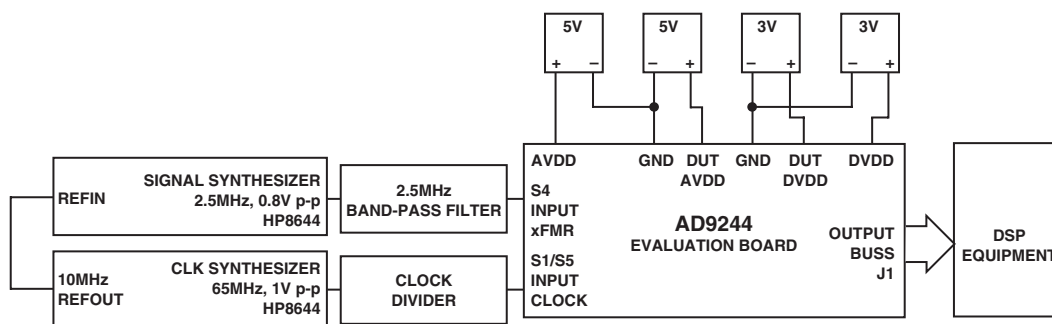 5V
5V
3V
3V
+ –
– +
– +
– +
AVDD
GND
DUT
AVDD
GND
DUT
DVDD
DVDD
REFIN
SIGNAL SYNTHESIZER
2.5MHz, 0.8V p-p
HP8644
2.5MHz
BAND-PASS FILTER
S4
INPUT
xFMR
AD9244
EVALUATION BOARD
OUTPUT
BUSS
J1
DSP
EQUIPMENT
10MHz
REFOUT
CLK SYNTHESIZER
65MHz, 1V p-p
HP8644
CLOCK
DIVIDER
S1/S5
INPUT
CLOCK